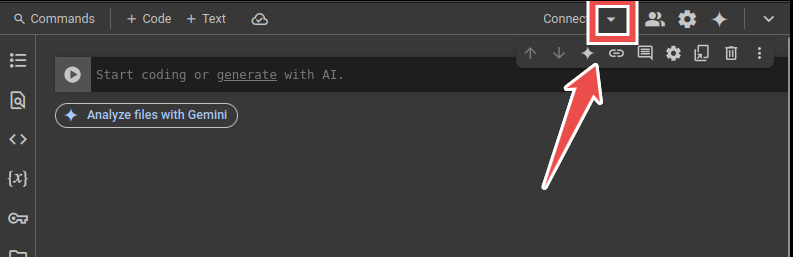 Commands + Code + Text Connect
Start coding or generate with AI.
Analyze files with Gemini
{x}